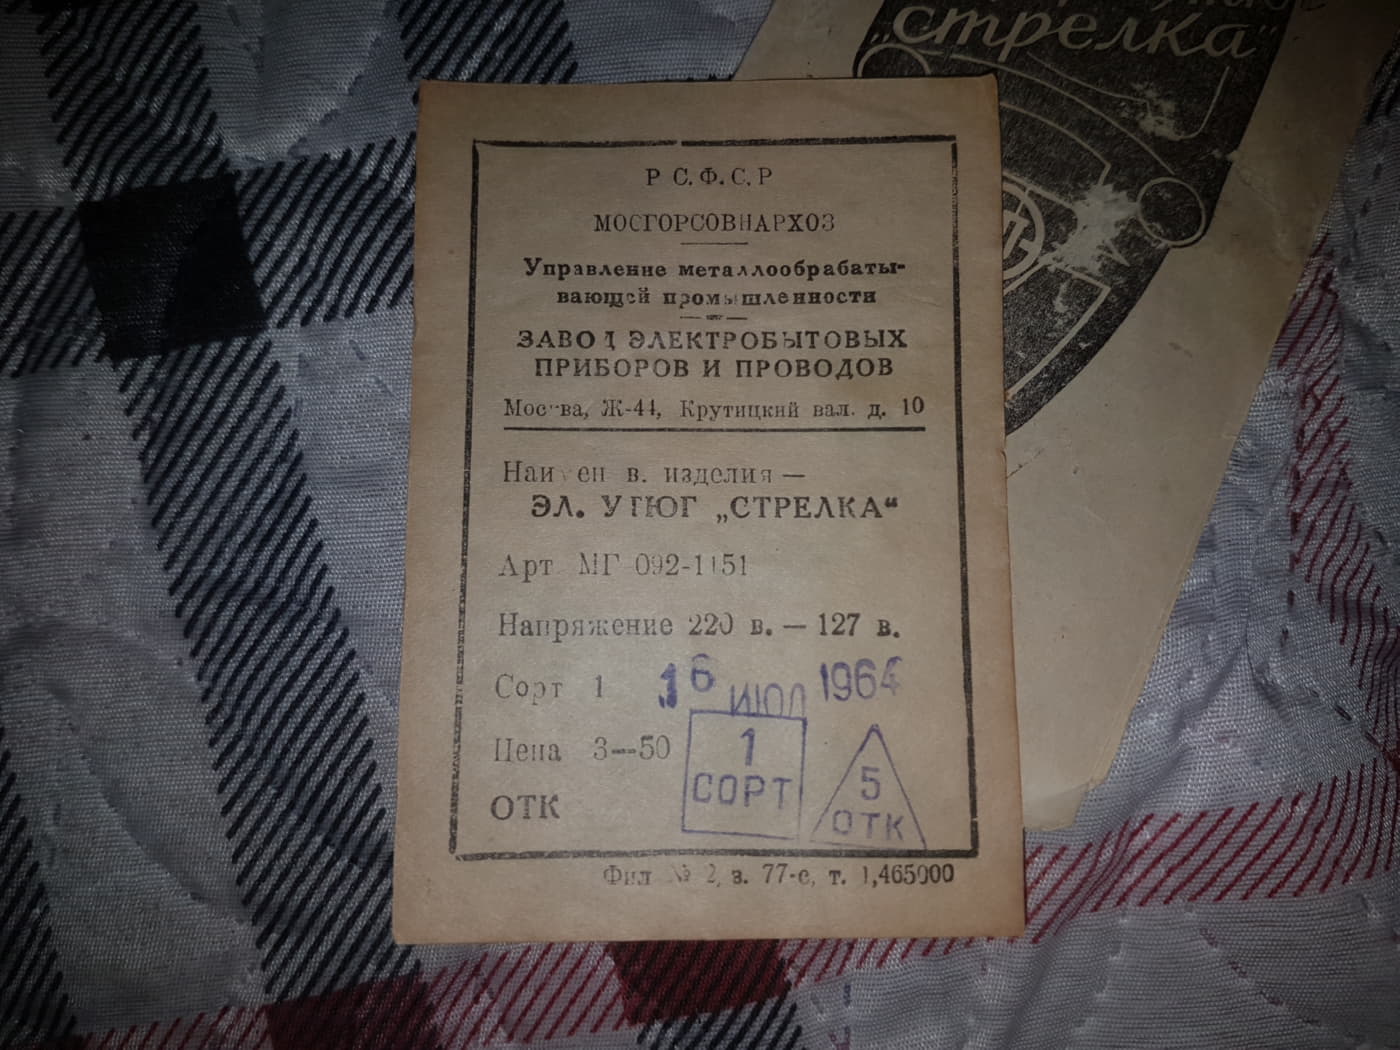 „стрелка"
Р С. Ф. С. Р
МОСГОРСОВНАРХОЗ
Управление металлообрабаты-
вающей промышленности
ЗАВОД ЭЛЕКТРОБЫТОВЫХ
ПРИБОРОВ И ПРОВОДОВ
Москва, Ж-44, Крутицкий вал. д. 10
Наимен в. изделия —
ЭЛ. УТЮГ „СТРЕЛКА“
Арт МГ 092-1151
Напряжение 220 в. — 127 в.
Сорт 1
16 ИЮЛ 1964
Цена 3—50
1
СОРТ
5
ОТК
ОТК
Фил № 2, з. 77-с, т. 1,465000